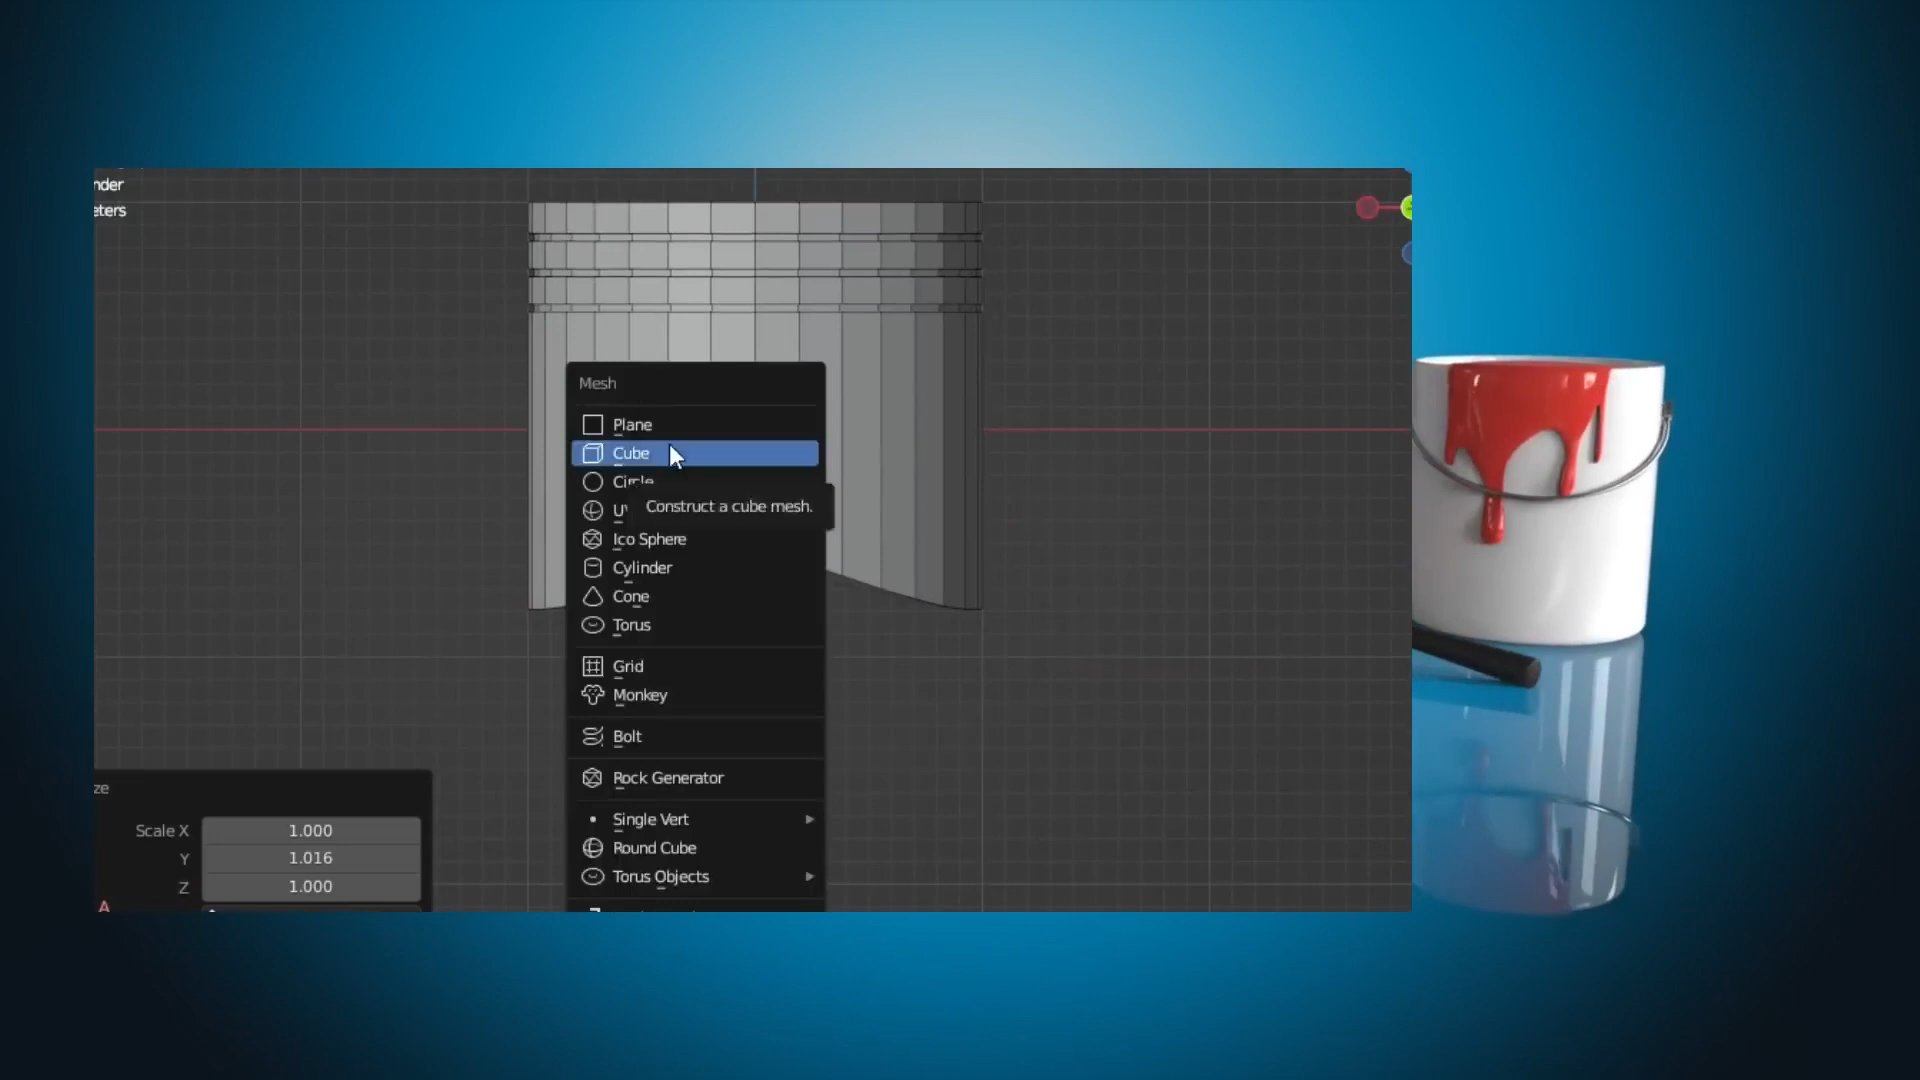 nder
eters
Mesh
Plane
Cube
Circle
Construct a cube mesh.
Ico Sphere
Cylinder
Cone
Torus
Grid
Monkey
Bolt
Rock Generator
Single Vert
Round Cube
Torus Objects
ze
Scale X 1.000
Y 1.016
Z 1.000
A